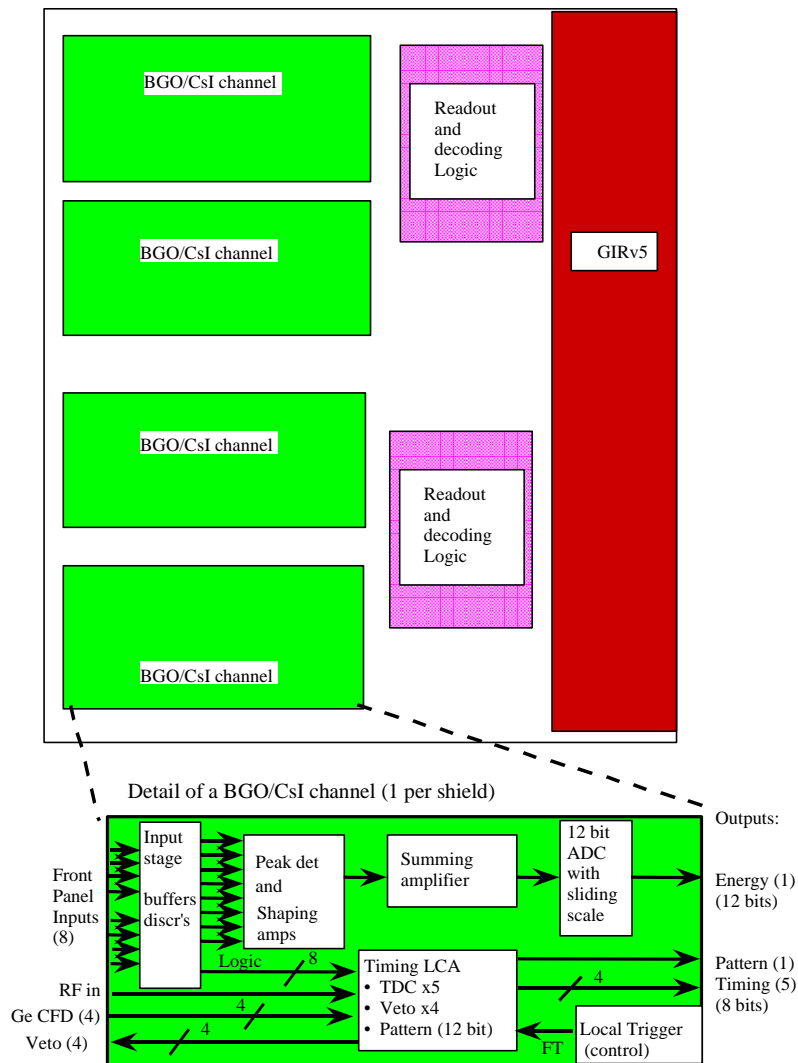 BGO/CsI channel
Readout
and
decoding
Logic
BGO/CsI channel
GIRv5
BGO/CsI channel
Readout
and
decoding
Logic
BGO/CsI channel
Detail of a BGO/CsI channel (1 per shield)
Outputs:
Front
Panel
Inputs
(8)
Input
stage
buffers
discr's
Peak det
and
Shaping
amps
Summing
amplifier
12 bit
ADC
with
sliding
scale
Energy (1)
(12 bits)
Logic
8
RF in
Ge CFD (4)
4
Veto (4)
4
Timing LCA
• TDC x5
• Veto x4
• Pattern (12 bit)
4
Pattern (1)
Timing (5)
(8 bits)
FT
Local Trigger
(control)